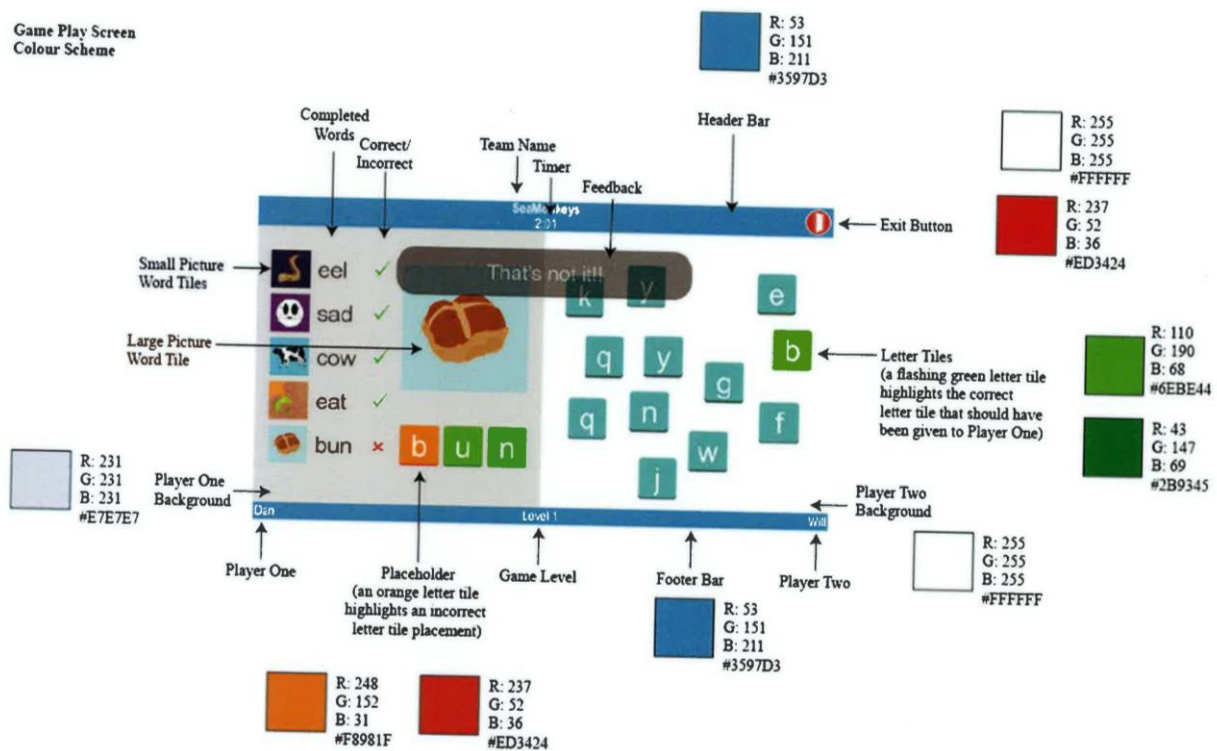 Game Play Screen
Colour Scheme
R: 53
G: 151
B: 211
#3597D3
Completed
Words
Correct/
Incorrect
Team Name
Timer
Feedback
Header Bar
R: 255
G: 255
B: 255
#FFFFFF
R: 237
G: 52
B: 36
#ED3424
Exit Button
SeaMonkeys
2:01
Small Picture
Word Tiles
Large Picture
Word Tile
eel
sad
cow
eat
bun
That's not it!!
k
y
e
b
q
y
g
q
n
f
w
j
b u n
Letter Tiles
(a flashing green letter tile
highlights the correct
letter tile that should have
been given to Player One)
R: 110
G: 190
B: 68
#6EBE44
R: 43
G: 147
B: 69
#2B9345
R: 231
G: 231
B: 231
#E7E7E7
Player One
Background
Player Two
Background
Dan
Level 1
Will
Player One
Placeholder
(an orange letter tile
highlights an incorrect
letter tile placement)
Game Level
Footer Bar
Player Two
R: 255
G: 255
B: 255
#FFFFFF
R: 53
G: 151
B: 211
#3597D3
R: 248
G: 152
B: 31
#F8981F
R: 237
G: 52
B: 36
#ED3424